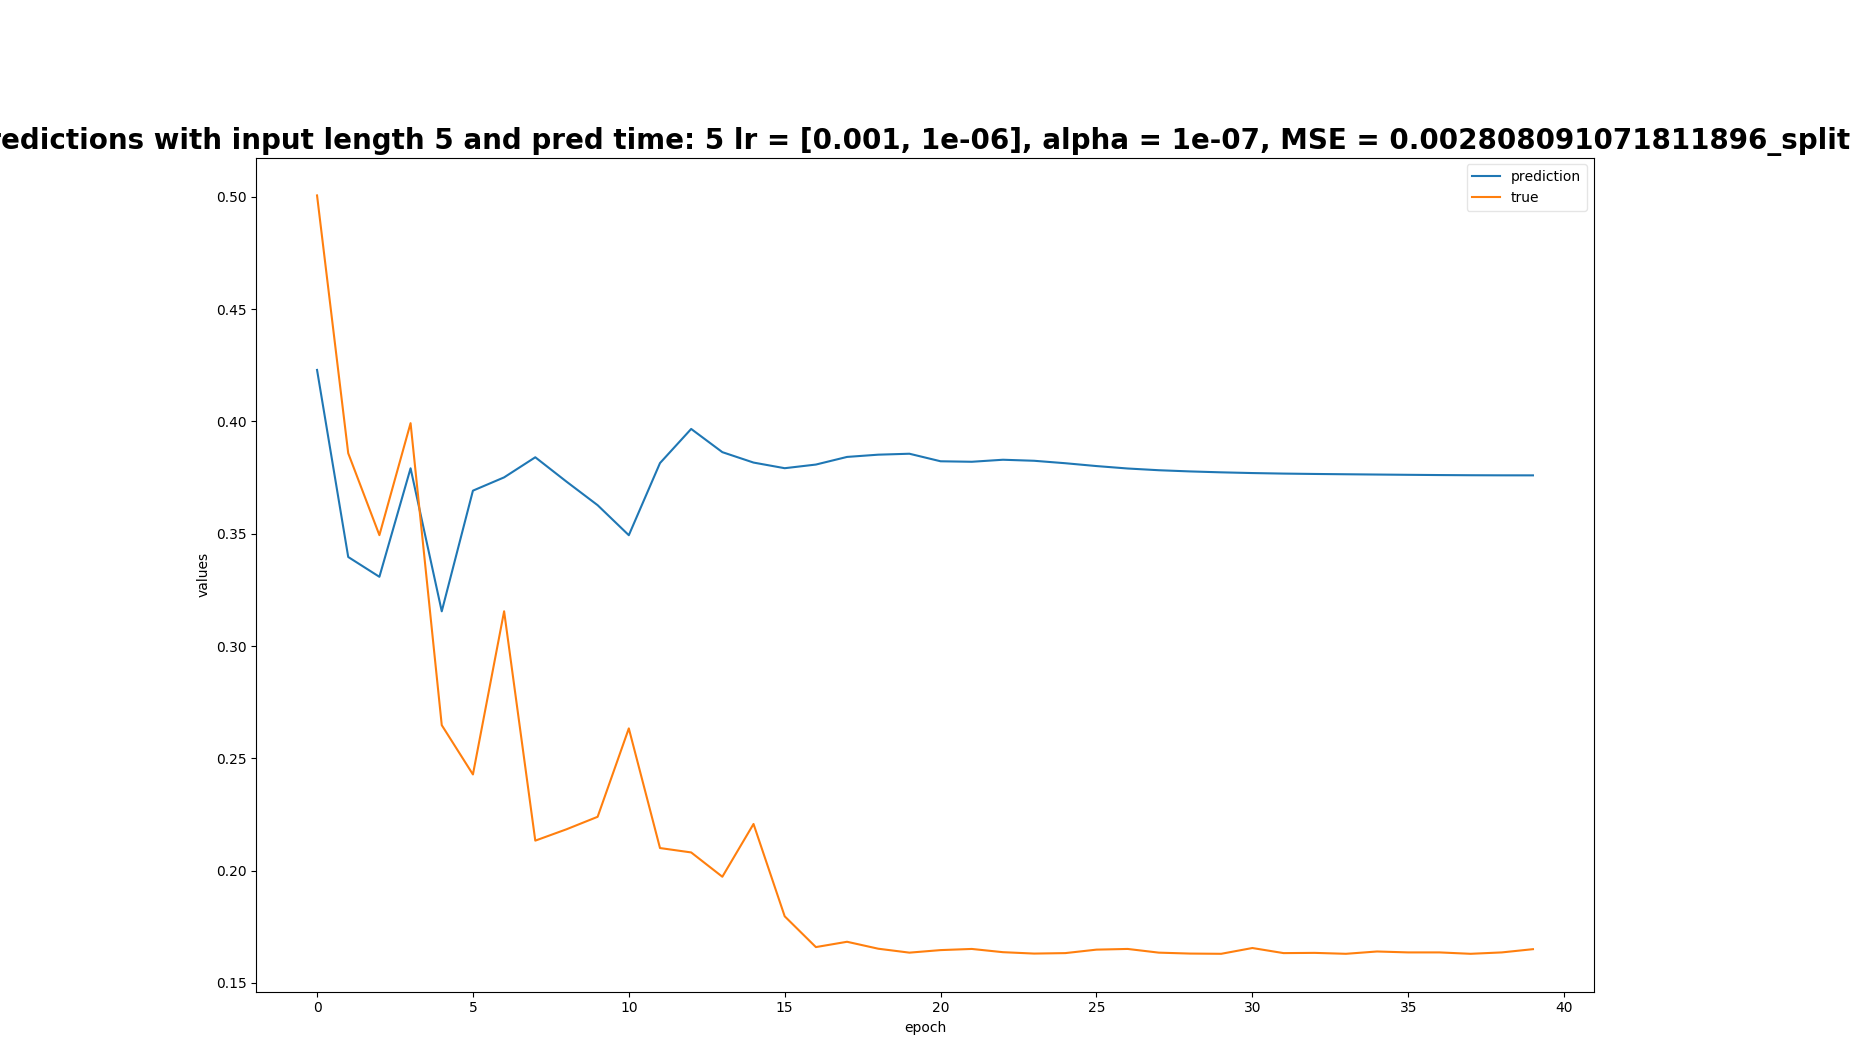 redictions with input length 5 and pred time: 5 lr = [0.001, 1e-06], alpha = 1e-07, MSE = 0.002808091071811896_split
prediction
true
0.50
0.45
0.40
0.35
0.30
0.25
0.20
0.15
values
0 5 10 15 20 25 30 35 40
epoch